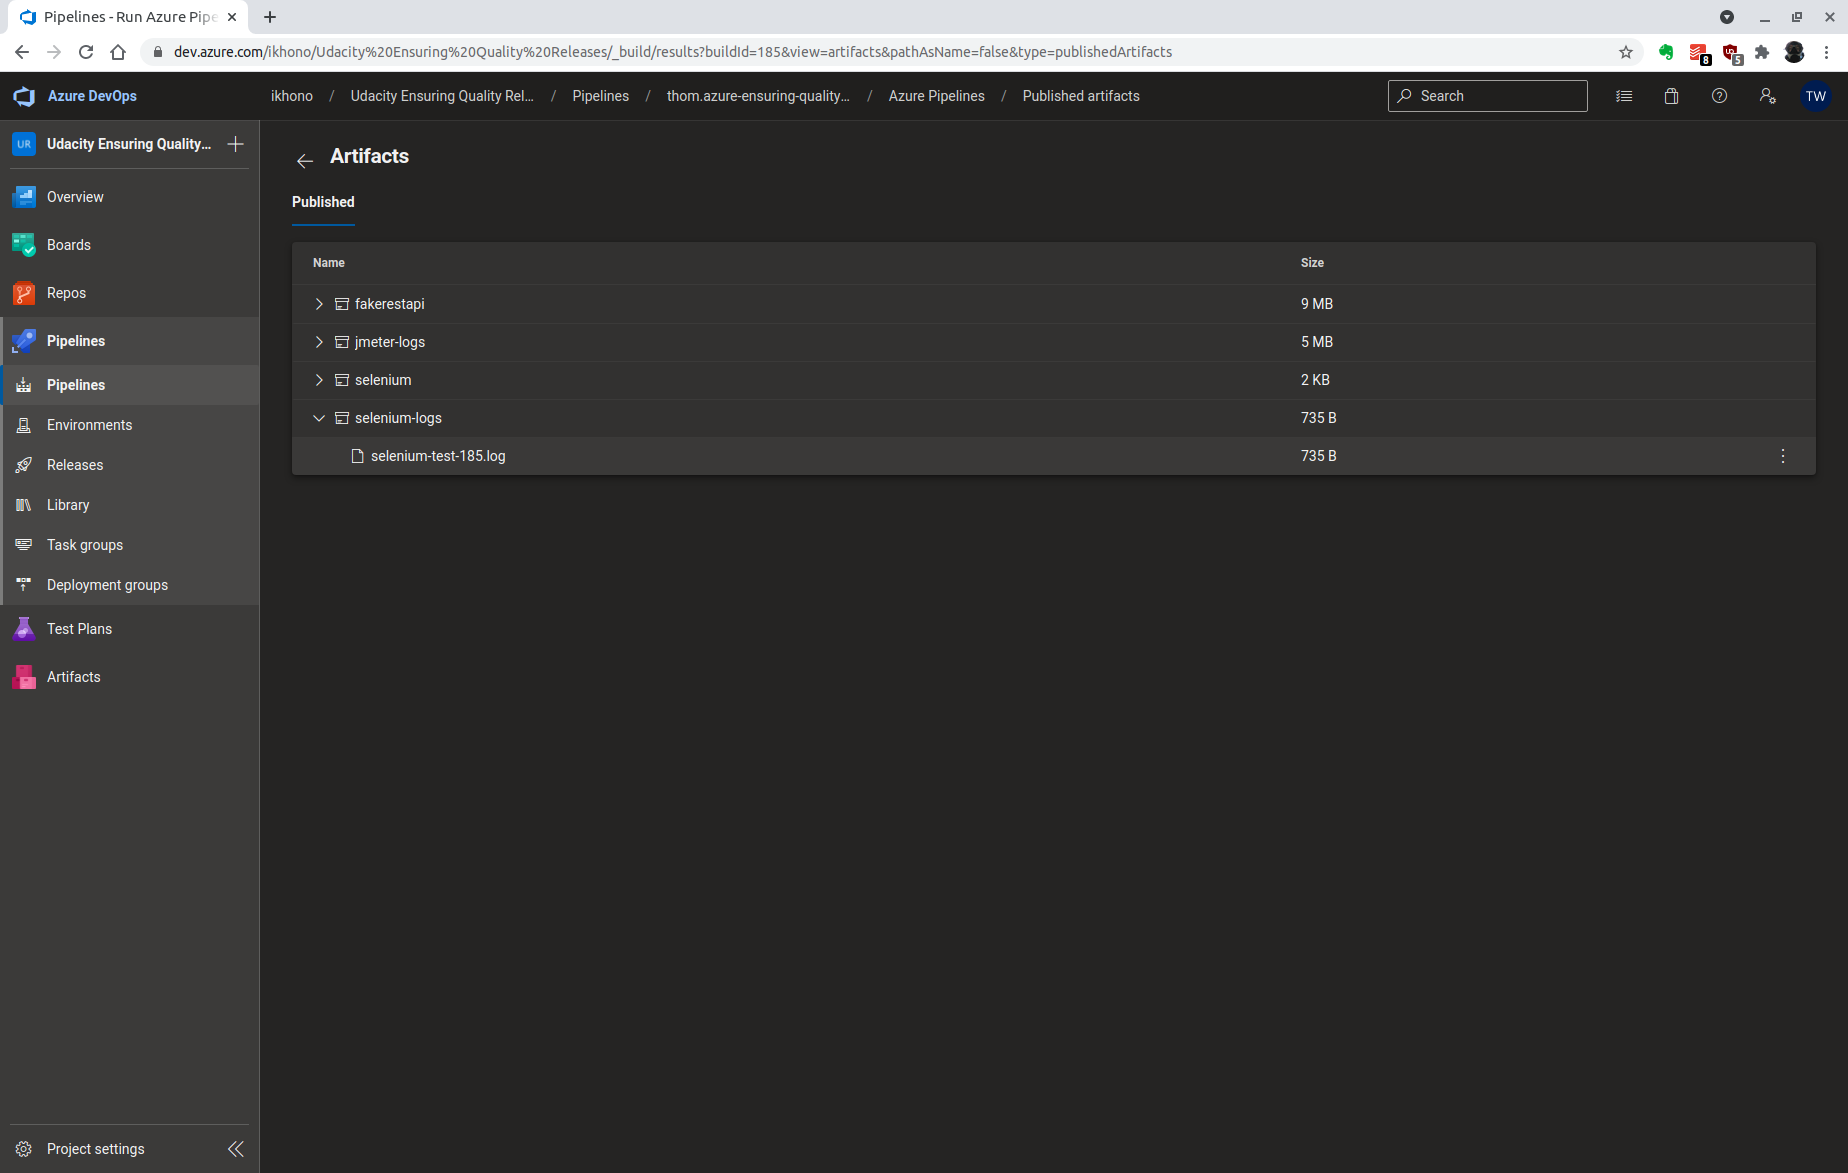 Pipelines - Run Azure Pipe
dev.azure.com/ikhono/Udacity%20Ensuring%20Quality%20Releases/_build/results?buildId=185&view=artifacts&pathAsName=false&type=publishedArtifacts
8
5
Azure DevOps
ikhono / Udacity Ensuring Quality Rel... / Pipelines / thom.azure-ensuring-quality... / Azure Pipelines / Published artifacts
Search
TW
UR Udacity Ensuring Quality...
Overview
Boards
Repos
Pipelines
Pipelines
Environments
Releases
Library
Task groups
Deployment groups
Test Plans
Artifacts
Project settings
Artifacts
Published
Name Size
fakerestapi 9 MB
jmeter-logs 5 MB
selenium 2 KB
selenium-logs 735 B
selenium-test-185.log 735 B